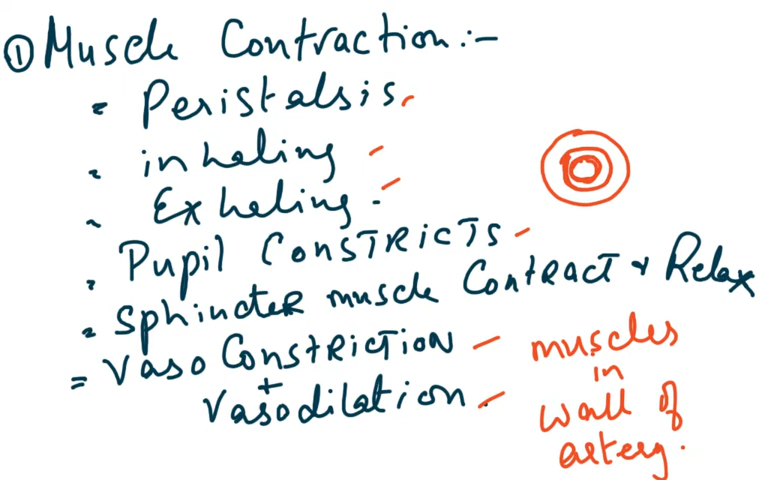 ① Muscle Contraction:-
- Peristalsis
- inhaling
- Exhaling.
- Pupil Constricts
- Sphincter muscle Contract & Relax
= Vaso Constriction
+
Vasodilation
muscles
in
wall of
artery.